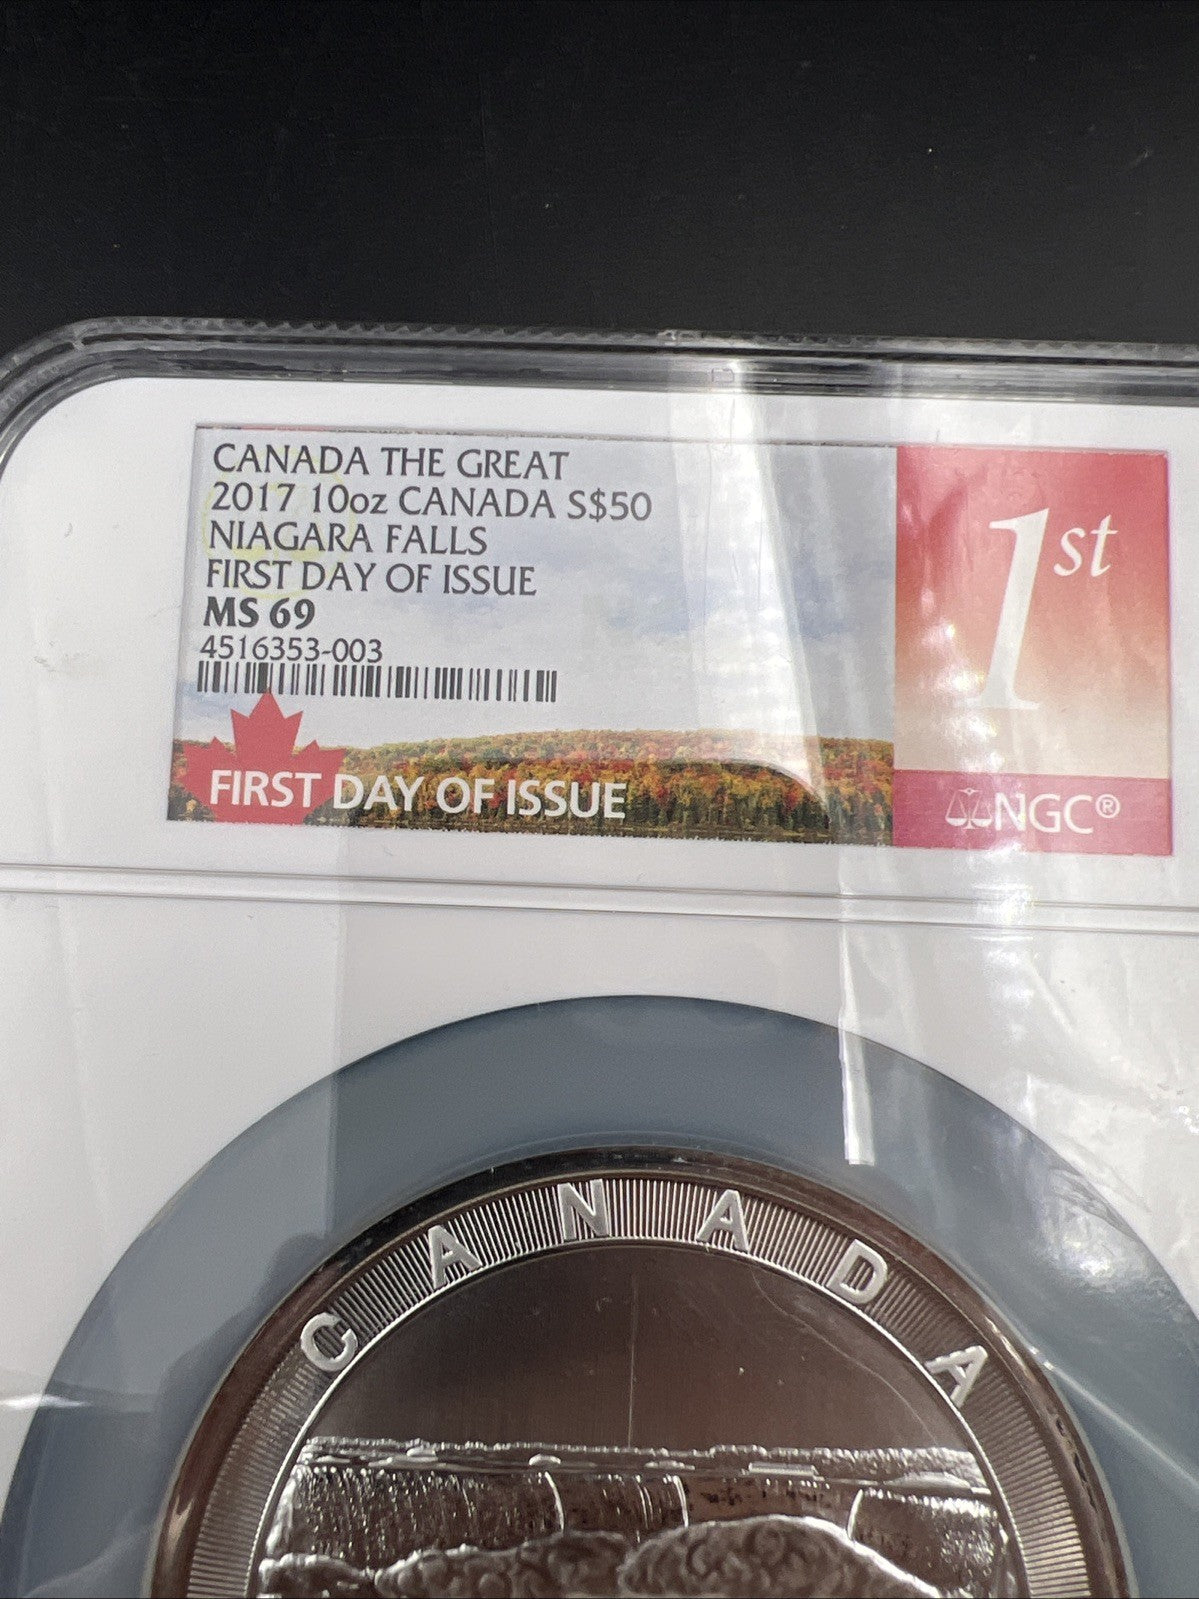 CANADA THE GREAT
2017 10oz CANADA S$50
NIAGARA FALLS
FIRST DAY OF ISSUE
MS 69
4516353-003
FIRST DAY OF ISSUE
1st
NGC®
CANADA